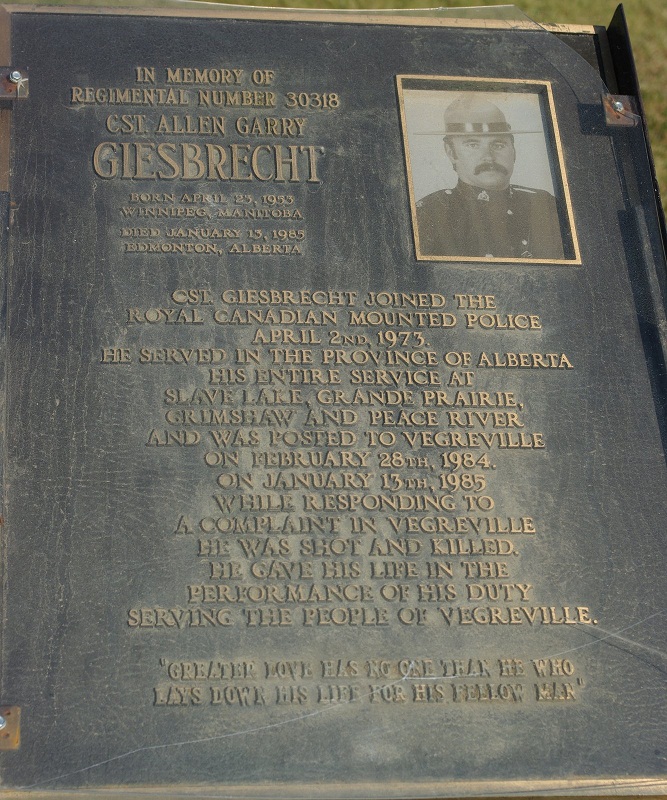 IN MEMORY OF
REGIMENTAL NUMBER 30318
CST. ALLEN GARRY
GIESBRECHT
BORN APRIL 23, 1953
WINNIPEG, MANITOBA
DIED JANUARY 13, 1985
EDMONTON, ALBERTA
CST. GIESBRECHT JOINED THE
ROYAL CANADIAN MOUNTED POLICE
APRIL 2ND, 1973.
HE SERVED IN THE PROVINCE OF ALBERTA
HIS ENTIRE SERVICE AT
SLAVE LAKE, GRANDE PRAIRIE,
GRIMSHAW AND PEACE RIVER
AND WAS POSTED TO VEGREVILLE
ON FEBRUARY 28TH, 1984.
ON JANUARY 13TH, 1985
WHILE RESPONDING TO
A COMPLAINT IN VEGREVILLE
HE WAS SHOT AND KILLED.
HE GAVE HIS LIFE IN THE
PERFORMANCE OF HIS DUTY
SERVING THE PEOPLE OF VEGREVILLE.
"GREATER LOVE HAS NO ONE THAN HE WHO
LAYS DOWN HIS LIFE FOR HIS FELLOW MAN"